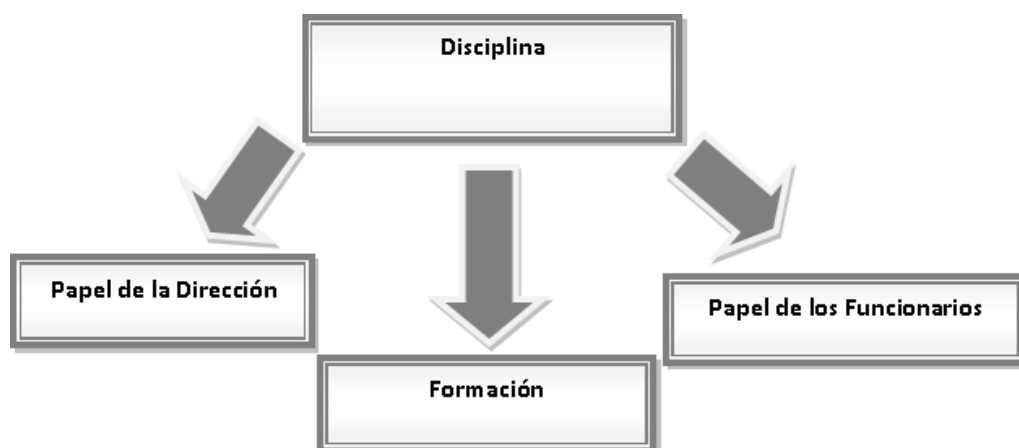 Disciplina
Papel de la Dirección
Papel de los Funcionarios
Formación